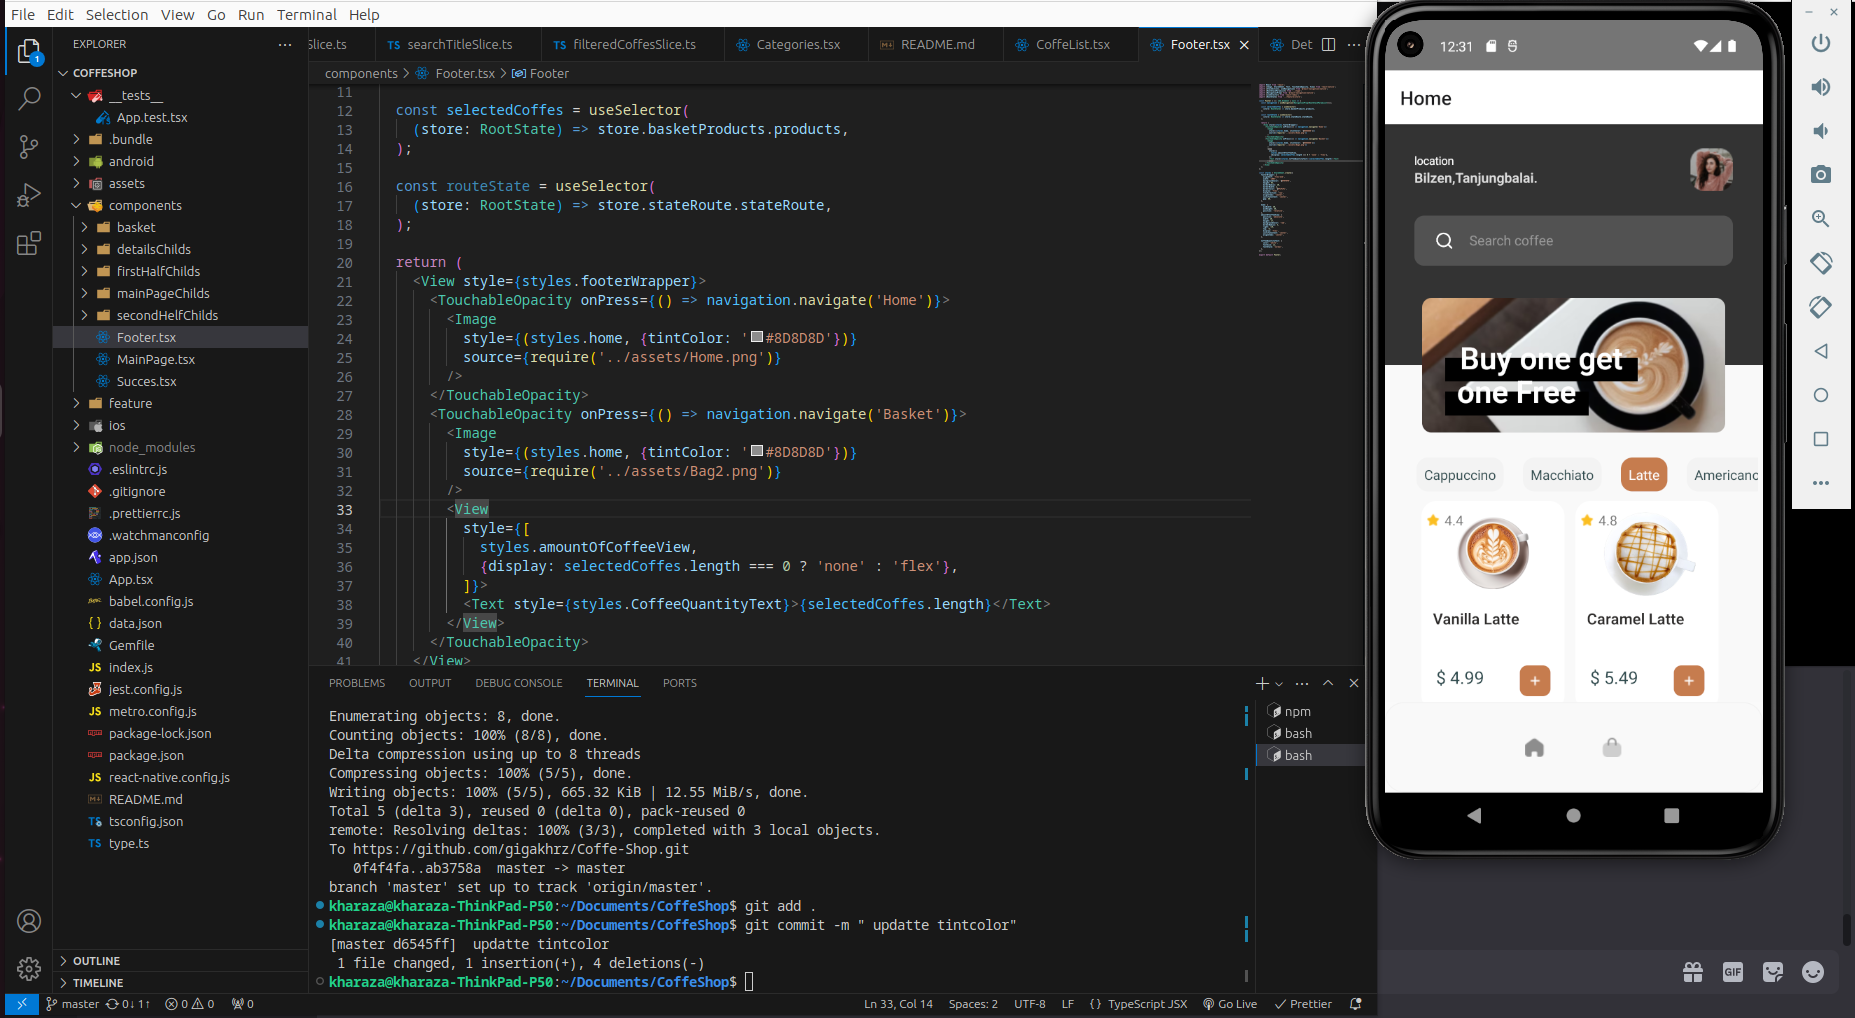 File Edit Selection View Go Run Terminal Help
EXPLORER
COFFESHOP
__tests__
App.test.tsx
.bundle
android
assets
components
basket
detailsChilds
firstHalfChilds
mainPageChilds
secondHelfChilds
Footer.tsx
MainPage.tsx
Succes.tsx
feature
ios
node_modules
.eslintrc.js
.gitignore
.prettierrc.js
.watchmanconfig
app.json
App.tsx
babel.config.js
data.json
Gemfile
index.js
jest.config.js
metro.config.js
package-lock.json
package.json
react-native.config.js
README.md
tsconfig.json
type.ts
OUTLINE
TIMELINE
Slice.ts TS searchTitleSlice.ts TS filteredCoffesSlice.ts Categories.tsx README.md CoffeList.tsx Footer.tsx Det
components > Footer.tsx > Footer
11
12 const selectedCoffes = useSelector(
13 (store: RootState) => store.basketProducts.products,
14 );
15
16 const routeState = useSelector(
17 (store: RootState) => store.stateRoute.stateRoute,
18 );
19
20 return (
21 <View style={styles.footerWrapper}>
22 <TouchableOpacity onPress={() => navigation.navigate('Home')}>
23 <Image
24 style={(styles.home, {tintColor: '#8D8D8D'})}
25 source={require('../assets/Home.png')}
26 />
27 </TouchableOpacity>
28 <TouchableOpacity onPress={() => navigation.navigate('Basket')}>
29 <Image
30 style={(styles.home, {tintColor: '#8D8D8D'})}
31 source={require('../assets/Bag2.png')}
32 />
33 <View
34 style={[
35 styles.amountOfCoffeeView,
36 {display: selectedCoffes.length === 0 ? 'none' : 'flex'},
37 ]}>
38 <Text style={styles.CoffeeQuantityText}>{selectedCoffes.length}</Text>
39 </View>
40 </TouchableOpacity>
41 </View>
PROBLEMS OUTPUT DEBUG CONSOLE TERMINAL PORTS
Enumerating objects: 8, done.
Counting objects: 100% (8/8), done.
Delta compression using up to 8 threads
Compressing objects: 100% (5/5), done.
Writing objects: 100% (5/5), 665.32 KiB | 12.55 MiB/s, done.
Total 5 (delta 3), reused 0 (delta 0), pack-reused 0
remote: Resolving deltas: 100% (3/3), completed with 3 local objects.
To https://github.com/gigakhrz/Coffe-Shop.git
0f4f4fa..ab3758a master -> master
branch 'master' set up to track 'origin/master'.
kharaza@kharaza-ThinkPad-P50:~/Documents/CoffeShop$ git add .
kharaza@kharaza-ThinkPad-P50:~/Documents/CoffeShop$ git commit -m " updatte tintcolor"
[master d6545ff] updatte tintcolor
1 file changed, 1 insertion(+), 4 deletions(-)
kharaza@kharaza-ThinkPad-P50:~/Documents/CoffeShop$
npm
bash
bash
master 0↓ 1↑ 0 0 0 Ln 33, Col 14 Spaces: 2 UTF-8 LF {} TypeScript JSX Go Live Prettier
12:31
Home
location
Bilzen,Tanjungbalai.
Search coffee
Buy one get
one Free
Cappuccino Macchiato Latte Americano
4.4 4.8
Vanilla Latte Caramel Latte
$ 4.99 + $ 5.49 +
GIF